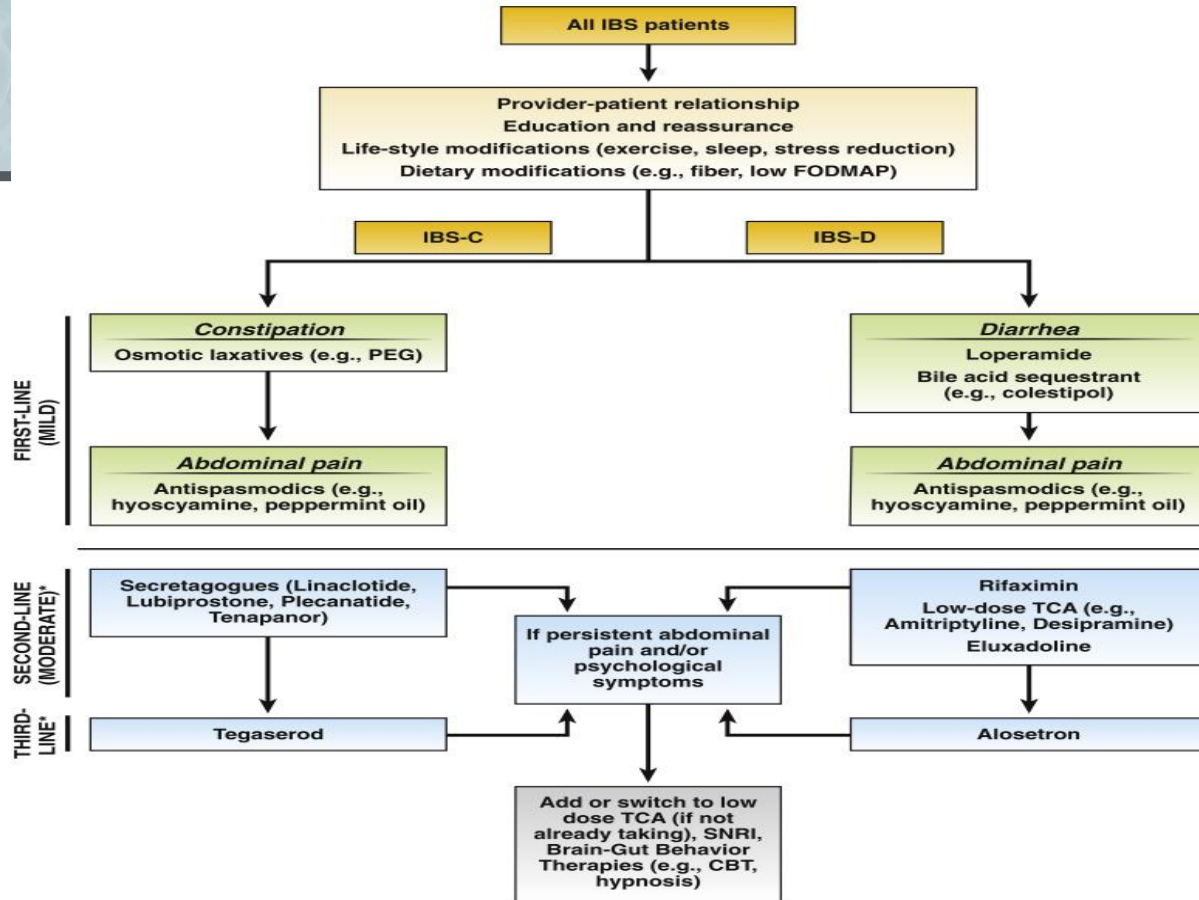 All IBS patients
Provider-patient relationship
Education and reassurance
Life-style modifications (exercise, sleep, stress reduction)
Dietary modifications (e.g., fiber, low FODMAP)
IBS-C
IBS-D
FIRST-LINE
(MILD)
Constipation
Osmotic laxatives (e.g., PEG)
Diarrhea
Loperamide
Bile acid sequestrant
(e.g., colestipol)
Abdominal pain
Antispasmodics (e.g.,
hyoscyamine, peppermint oil)
Abdominal pain
Antispasmodics (e.g.,
hyoscyamine, peppermint oil)
SECOND-LINE
(MODERATE)*
Secretagogues (Linaclotide,
Lubiprostone, Plecanatide,
Tenapanor)
If persistent abdominal
pain and/or
psychological
symptoms
Rifaximin
Low-dose TCA (e.g.,
Amitriptyline, Desipramine)
Eluxadoline
THIRD-
LINE*
Tegaserod
Alosetron
Add or switch to low
dose TCA (if not
already taking), SNRI,
Brain-Gut Behavior
Therapies (e.g., CBT,
hypnosis)